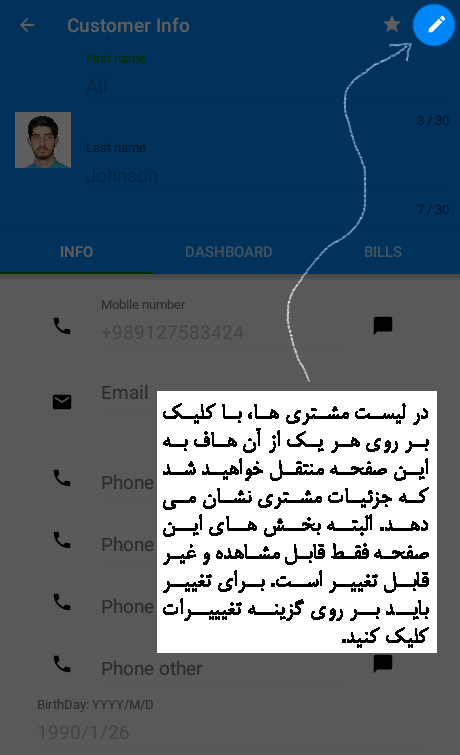 Customer Info
First name
Ali
3 / 30
Last name
Johnson
7 / 30
INFO DASHBOARD BILLS
Mobile number
+989127583424
Email
Phone
Phone
Phone
Phone other
BirthDay: YYYY/M/D
1990/1/26
در لیست مشتری ها، با کلیک
بر روی هر یک از آن هاف به
این صفحه منتقل خواهید شد
که جزئیات مشتری نشان می
دهد. البته بخش های این
صفحه فقط قابل مشاهده و غیر
قابل تغییر است. برای تغییر
باید بر روی گزینه تغیییرات
کلیک کنید.